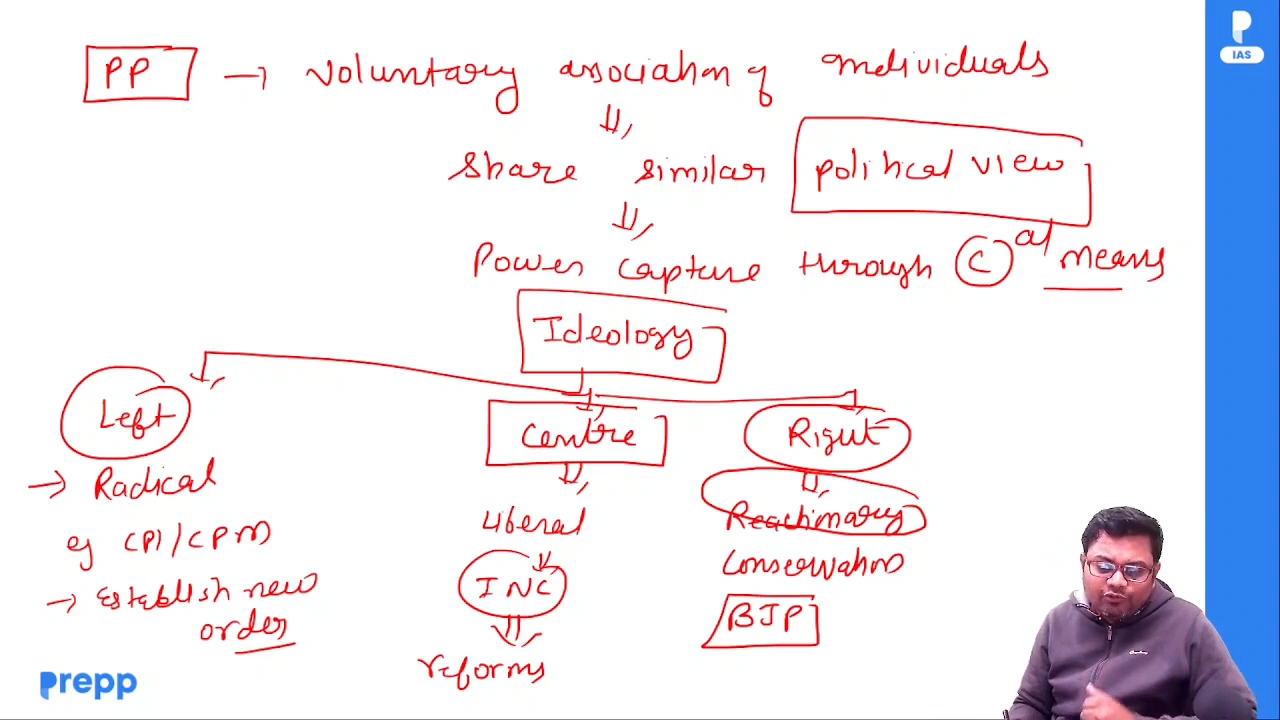 PP → voluntary association of individuals
IAS
share similar political view
Power capture through C al means
Ideology
Left Centre Right
→ Radical
eg CPI/CPM
→ Establish new order
Liberal
INC
reforms
Reactionary
Conservations
BJP
prepp